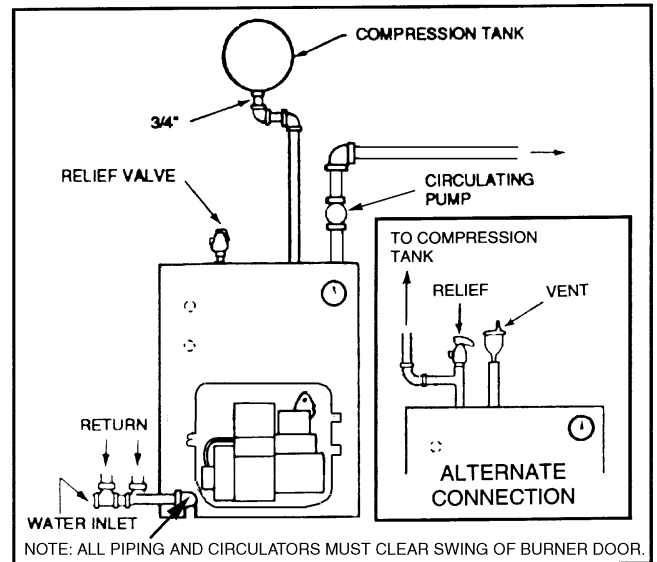 COMPRESSION TANK
3/4"
RELIEF VALVE
CIRCULATING
PUMP
TO COMPRESSION
TANK
RELIEF
VENT
RETURN
ALTERNATE
CONNECTION
WATER INLET
NOTE: ALL PIPING AND CIRCULATORS MUST CLEAR SWING OF BURNER DOOR.